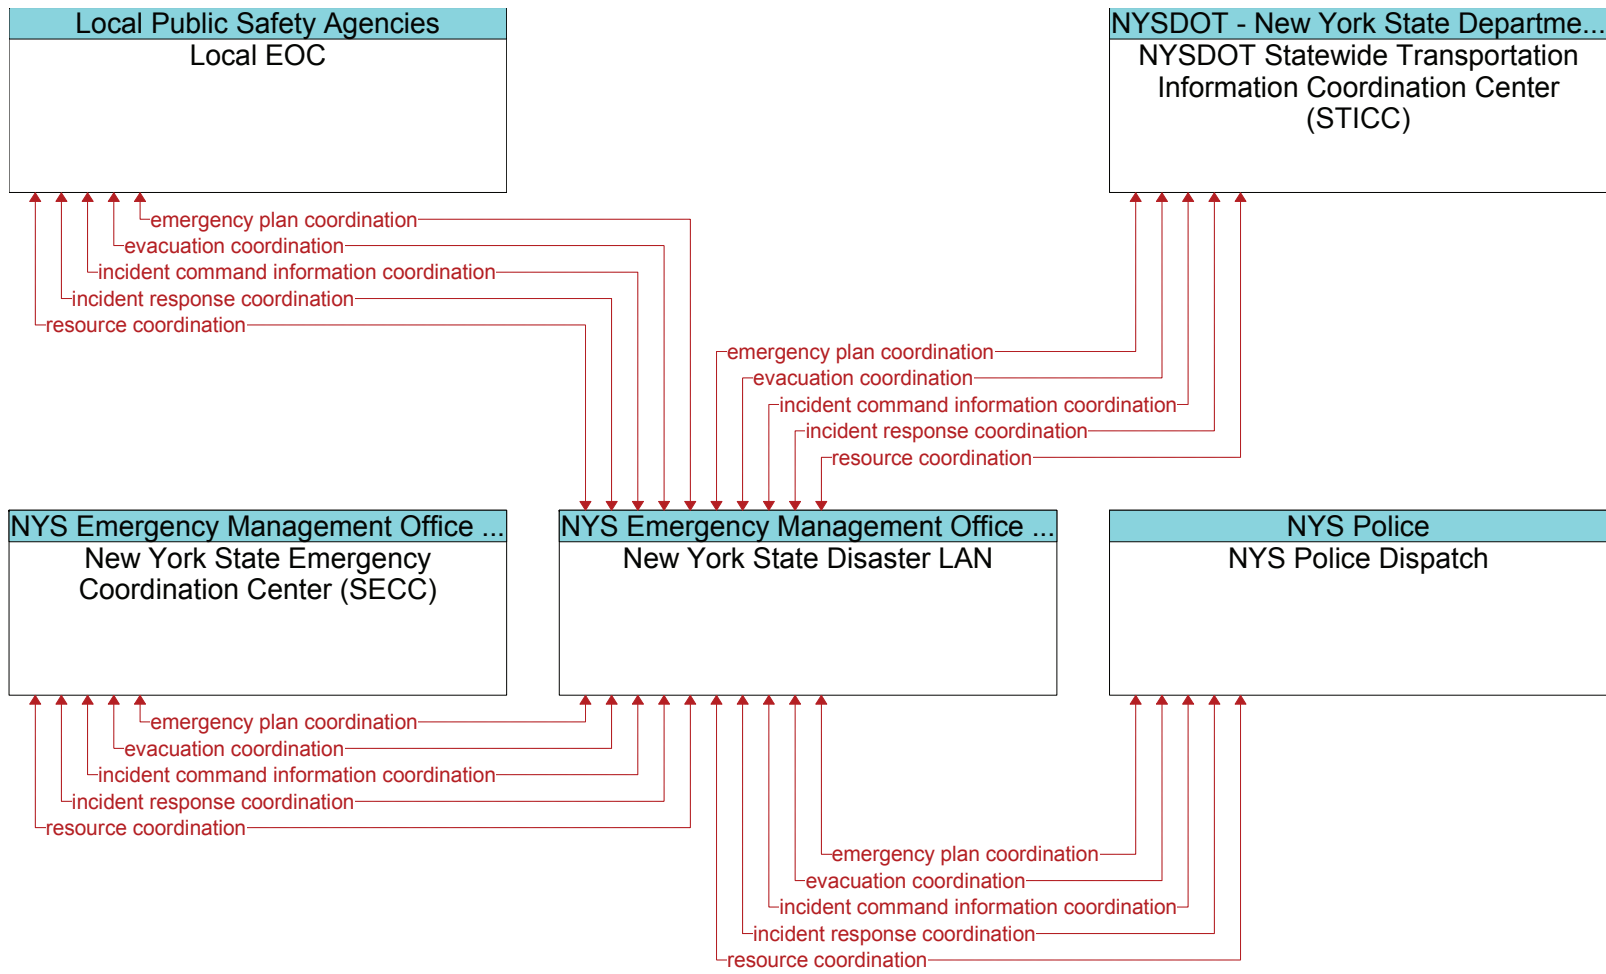 Local Public Safety Agencies
Local EOC
NYSDOT - New York State Departme...
NYSDOT Statewide Transportation
Information Coordination Center
(STICC)
emergency plan coordination
evacuation coordination
incident command information coordination
incident response coordination
resource coordination
emergency plan coordination
evacuation coordination
incident command information coordination
incident response coordination
resource coordination
NYS Emergency Management Office ...
New York State Emergency
Coordination Center (SECC)
NYS Emergency Management Office ...
New York State Disaster LAN
NYS Police
NYS Police Dispatch
emergency plan coordination
evacuation coordination
incident command information coordination
incident response coordination
resource coordination
emergency plan coordination
evacuation coordination
incident command information coordination
incident response coordination
resource coordination